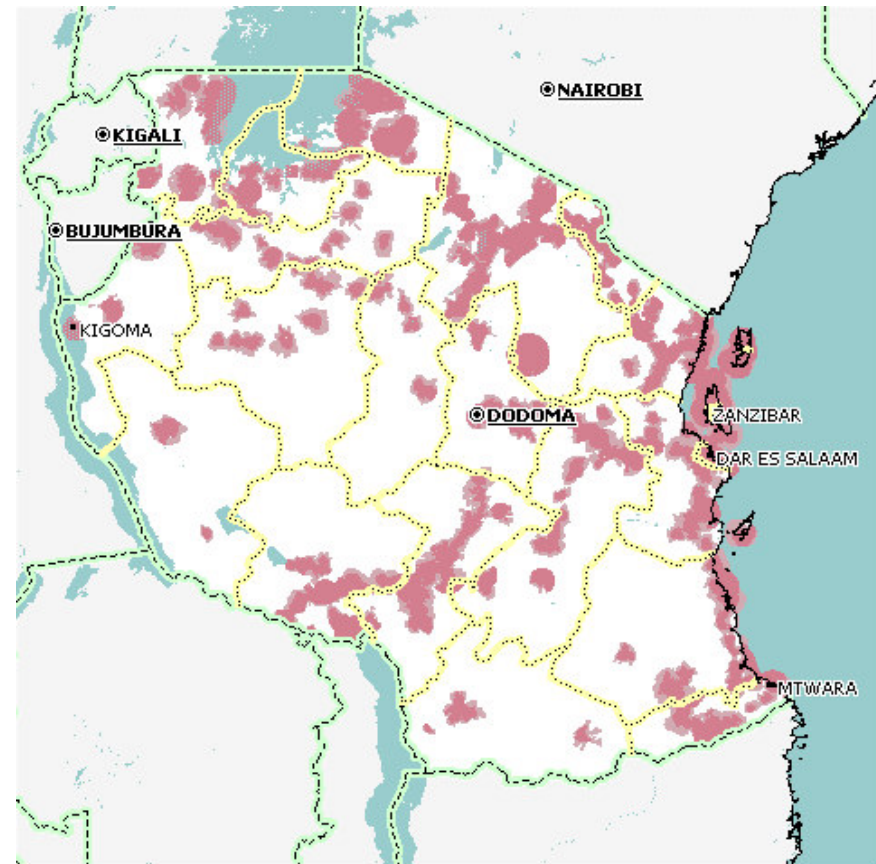 NAIROBI
KIGALI
BUJUMBURA
KIGOMA
DODOMA
ZANZIBAR
DAR ES SALAAM
MTWARA